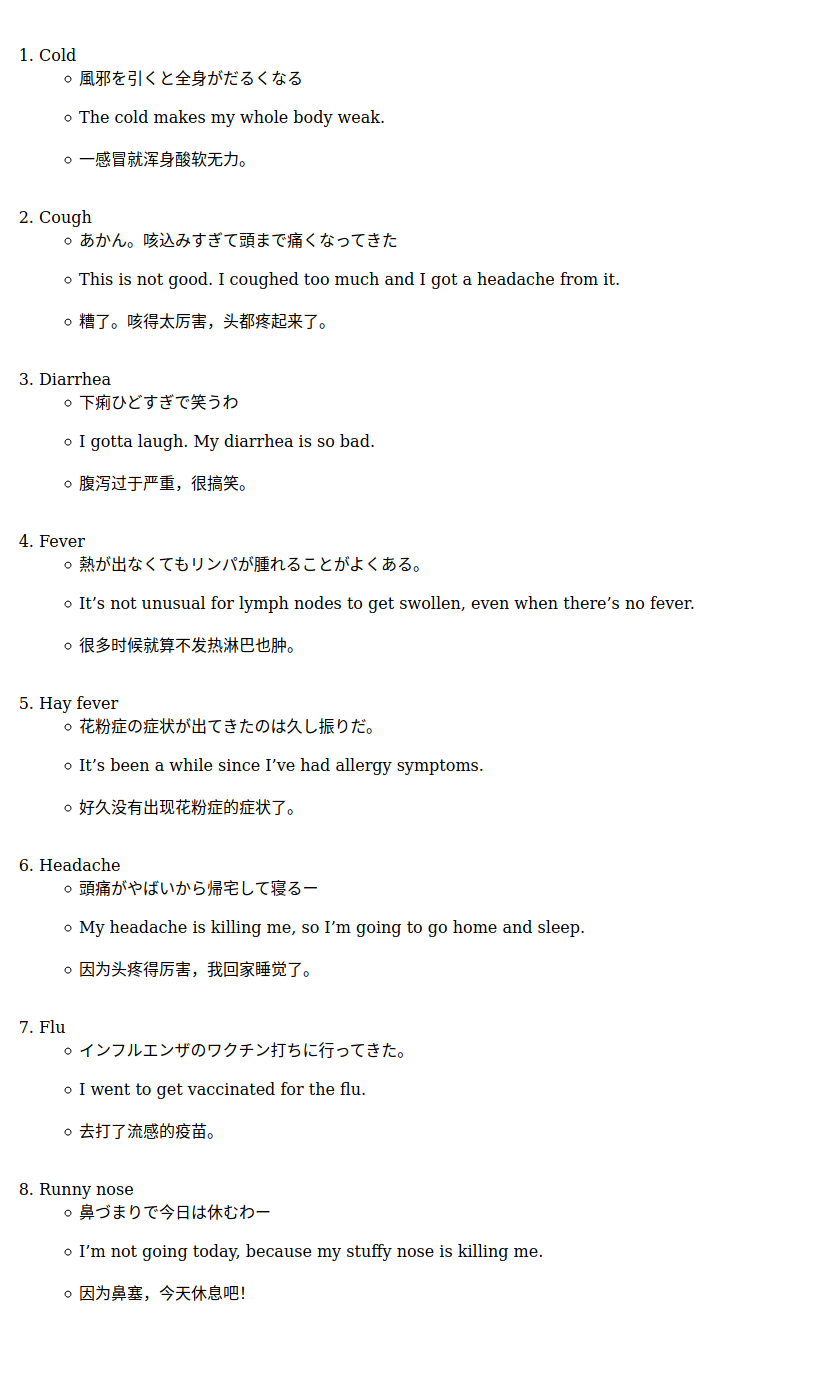 1. Cold
風邪を引くと全身がだるくなる
The cold makes my whole body weak.
一感冒就浑身酸软无力。
2. Cough
あかん。咳込みすぎて頭まで痛くなってきた
This is not good. I coughed too much and I got a headache from it.
糟了。咳得太厉害，头都疼起来了。
3. Diarrhea
下痢ひどすぎで笑うわ
I gotta laugh. My diarrhea is so bad.
腹泻过于严重，很搞笑。
4. Fever
熱が出なくてもリンパが腫れることがよくある。
It’s not unusual for lymph nodes to get swollen, even when there’s no fever.
很多时候就算不发热淋巴也肿。
5. Hay fever
花粉症の症状が出てきたのは久し振りだ。
It’s been a while since I’ve had allergy symptoms.
好久没有出现花粉症的症状了。
6. Headache
頭痛がやばいから帰宅して寝るー
My headache is killing me, so I’m going to go home and sleep.
因为头疼得厉害，我回家睡觉了。
7. Flu
インフルエンザのワクチン打ちに行ってきた。
I went to get vaccinated for the flu.
去打了流感的疫苗。
8. Runny nose
鼻づまりで今日は休むわー
I’m not going today, because my stuffy nose is killing me.
因为鼻塞，今天休息吧！